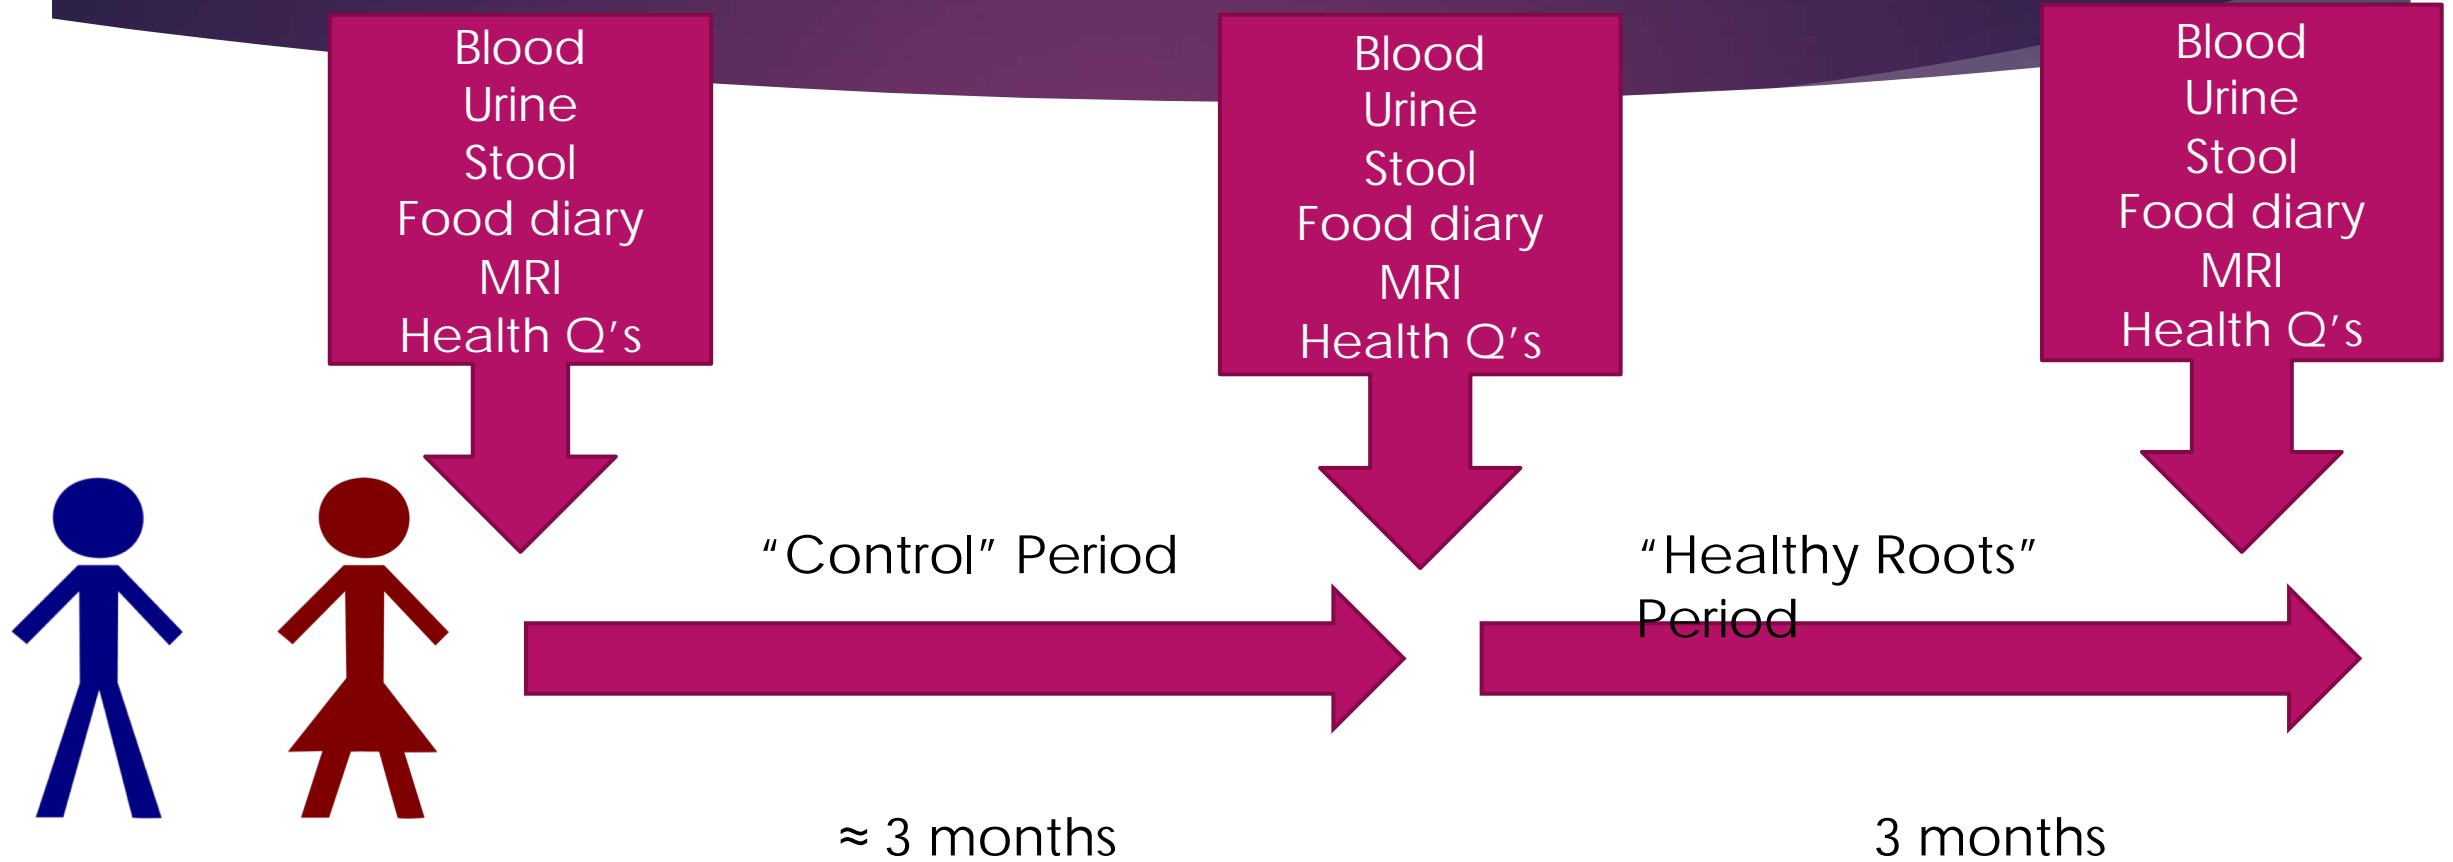 Blood
Urine
Stool
Food diary
MRI
Health Q’s
Blood
Urine
Stool
Food diary
MRI
Health Q’s
Blood
Urine
Stool
Food diary
MRI
Health Q’s
“Control” Period
“Healthy Roots”
Period
≈ 3 months
3 months